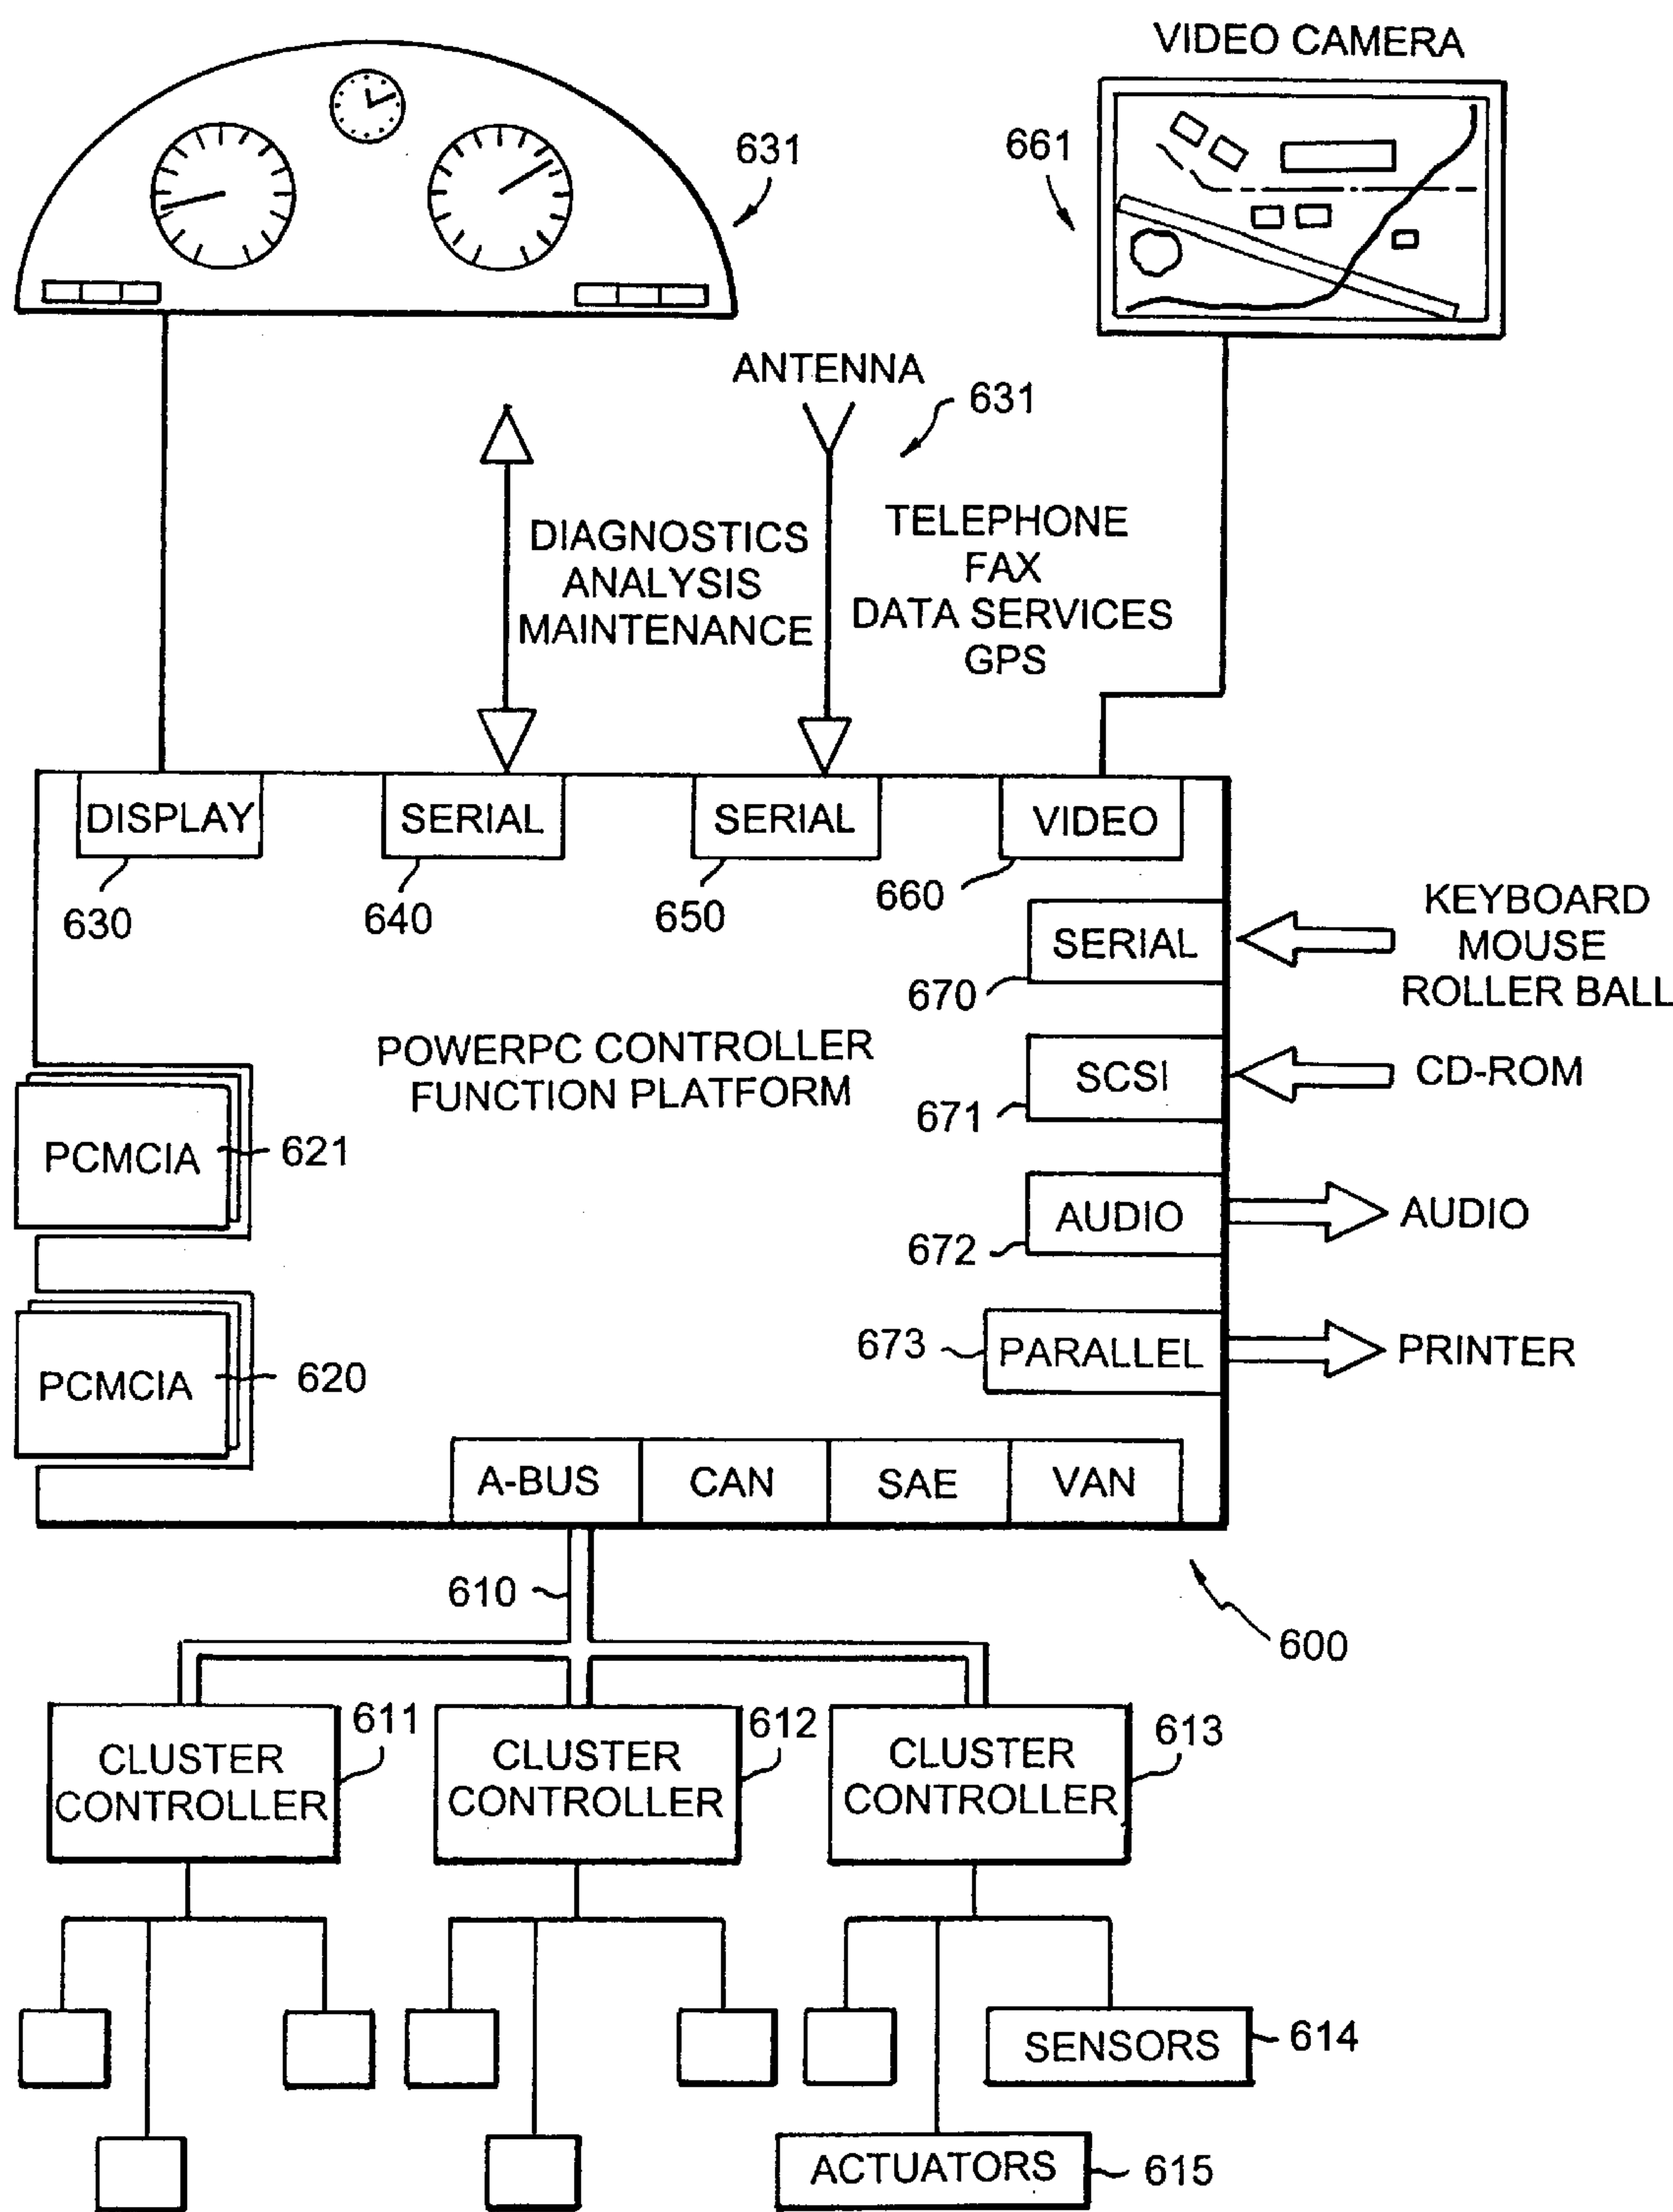 VIDEO CAMERA
631
661
ANTENNA
631
DIAGNOSTICS
ANALYSIS
MAINTENANCE
TELEPHONE
FAX
DATA SERVICES
GPS
DISPLAY
SERIAL
SERIAL
VIDEO
630
640
650
660
SERIAL
670
KEYBOARD
MOUSE
ROLLER BALL
POWERPC CONTROLLER
FUNCTION PLATFORM
SCSI
671
CD-ROM
PCMCIA
621
AUDIO
672
AUDIO
PCMCIA
620
673
PARALLEL
PRINTER
A-BUS
CAN
SAE
VAN
610
600
CLUSTER
CONTROLLER
611
CLUSTER
CONTROLLER
612
CLUSTER
CONTROLLER
613
SENSORS
614
ACTUATORS
615